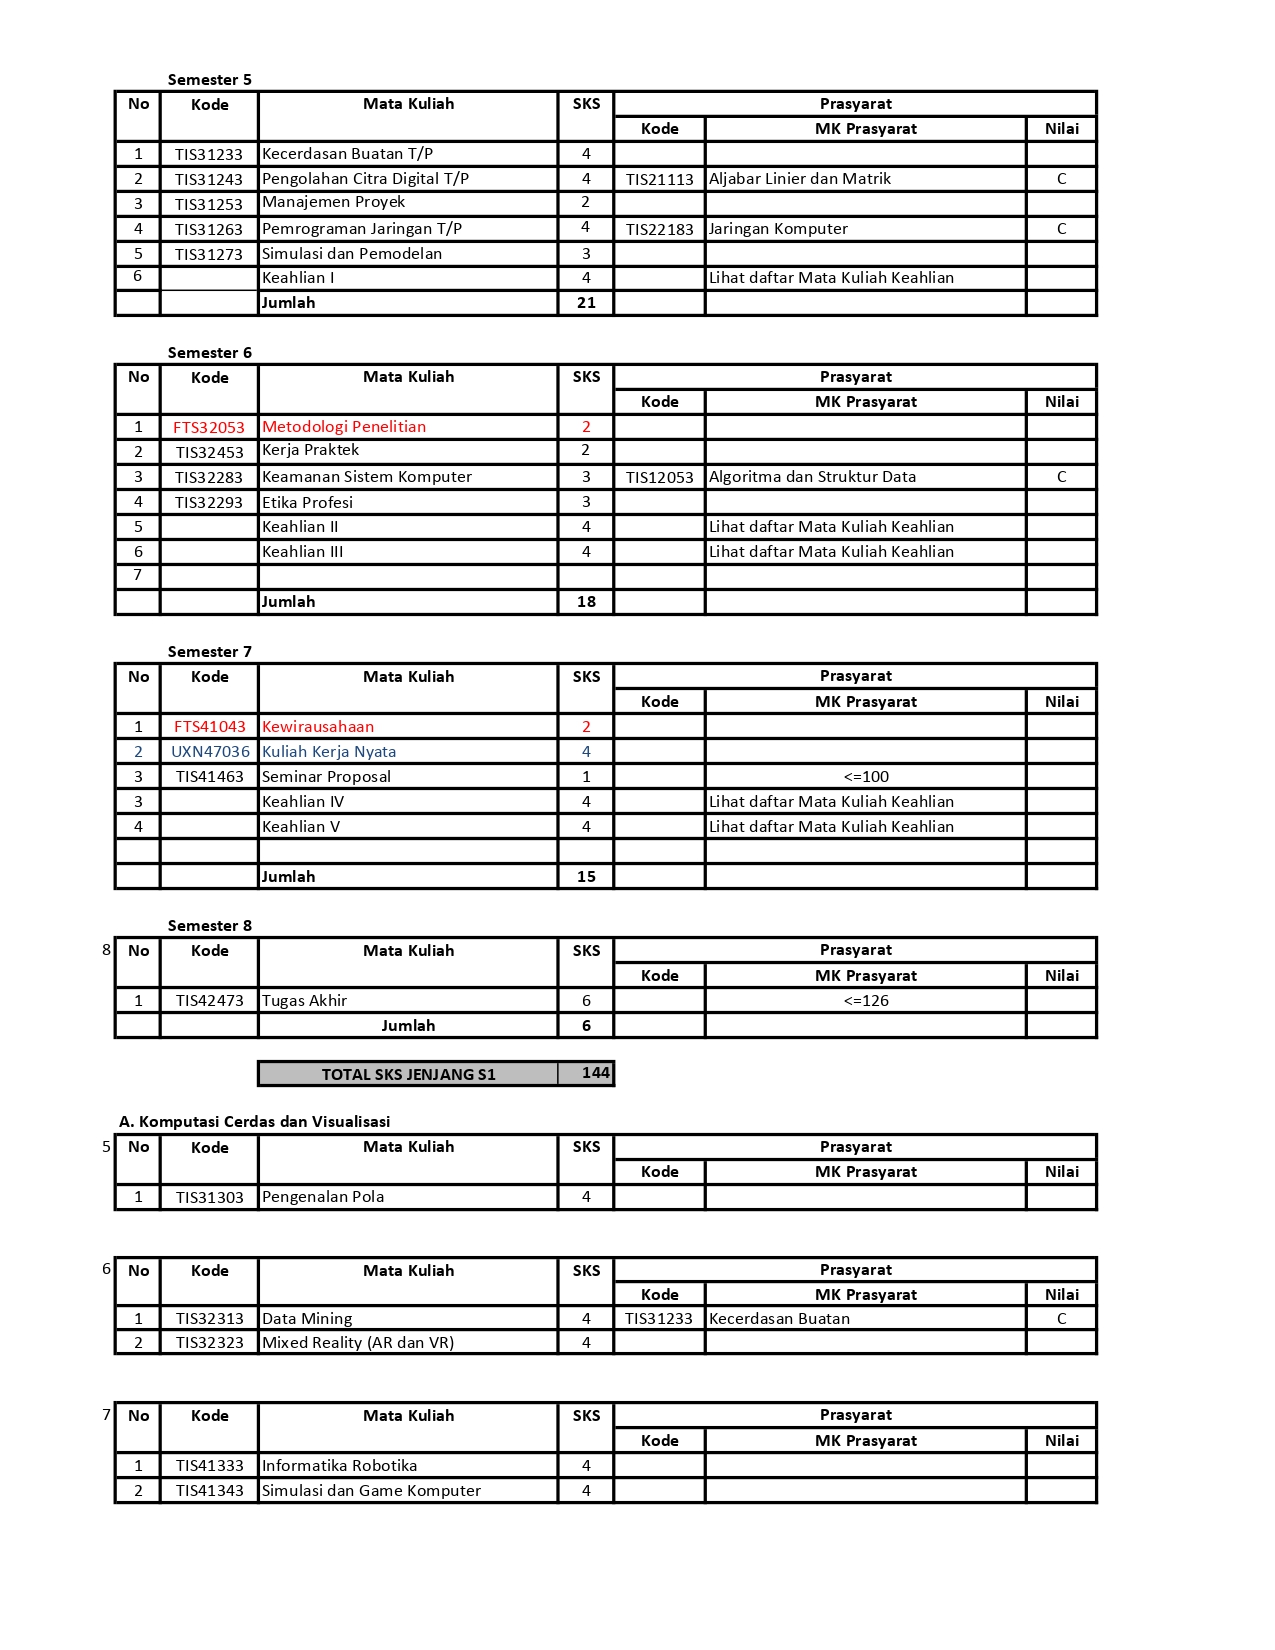 Semester 5
No Kode Mata Kuliah SKS Prasyarat
Kode MK Prasyarat Nilai
1 TIS31233 Kecerdasan Buatan T/P 4
2 TIS31243 Pengolahan Citra Digital T/P 4 TIS21113 Aljabar Linier dan Matrik C
3 TIS31253 Manajemen Proyek 2
4 TIS31263 Pemrograman Jaringan T/P 4 TIS22183 Jaringan Komputer C
5 TIS31273 Simulasi dan Pemodelan 3
6 Keahlian I 4 Lihat daftar Mata Kuliah Keahlian
Jumlah 21
Semester 6
No Kode Mata Kuliah SKS Prasyarat
Kode MK Prasyarat Nilai
1 FTS32053 Metodologi Penelitian 2
2 TIS32453 Kerja Praktek 2
3 TIS32283 Keamanan Sistem Komputer 3 TIS12053 Algoritma dan Struktur Data C
4 TIS32293 Etika Profesi 3
5 Keahlian II 4 Lihat daftar Mata Kuliah Keahlian
6 Keahlian III 4 Lihat daftar Mata Kuliah Keahlian
7
Jumlah 18
Semester 7
No Kode Mata Kuliah SKS Prasyarat
Kode MK Prasyarat Nilai
1 FTS41043 Kewirausahaan 2
2 UXN47036 Kuliah Kerja Nyata 4
3 TIS41463 Seminar Proposal 1 <=100
3 Keahlian IV 4 Lihat daftar Mata Kuliah Keahlian
4 Keahlian V 4 Lihat daftar Mata Kuliah Keahlian
Jumlah 15
Semester 8
8 No Kode Mata Kuliah SKS Prasyarat
Kode MK Prasyarat Nilai
1 TIS42473 Tugas Akhir 6 <=126
Jumlah 6
TOTAL SKS JENJANG S1 144
A. Komputasi Cerdas dan Visualisasi
5 No Kode Mata Kuliah SKS Prasyarat
Kode MK Prasyarat Nilai
1 TIS31303 Pengenalan Pola 4
6 No Kode Mata Kuliah SKS Prasyarat
Kode MK Prasyarat Nilai
1 TIS32313 Data Mining 4 TIS31233 Kecerdasan Buatan C
2 TIS32323 Mixed Reality (AR dan VR) 4
7 No Kode Mata Kuliah SKS Prasyarat
Kode MK Prasyarat Nilai
1 TIS41333 Informatika Robotika 4
2 TIS41343 Simulasi dan Game Komputer 4